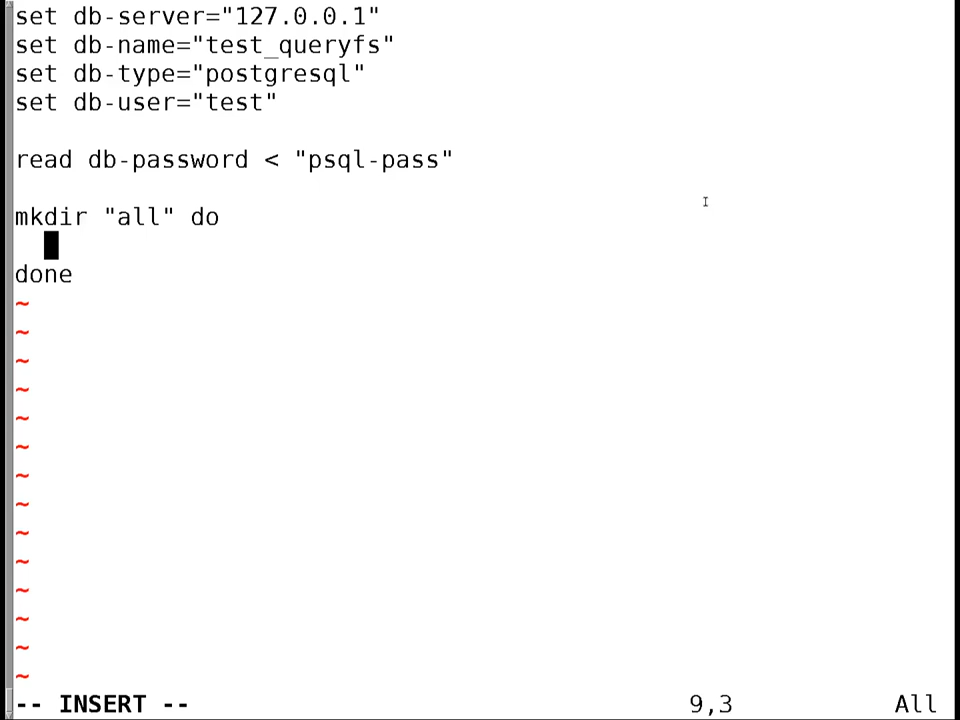 set db-server="127.0.0.1"
set db-name="test_queryfs"
set db-type="postgresql"
set db-user="test"
read db-password < "psql-pass"
mkdir "all" do
done
~
~
~
~
~
~
~
~
~
~
~
~
~
~
-- INSERT -- 9,3 All